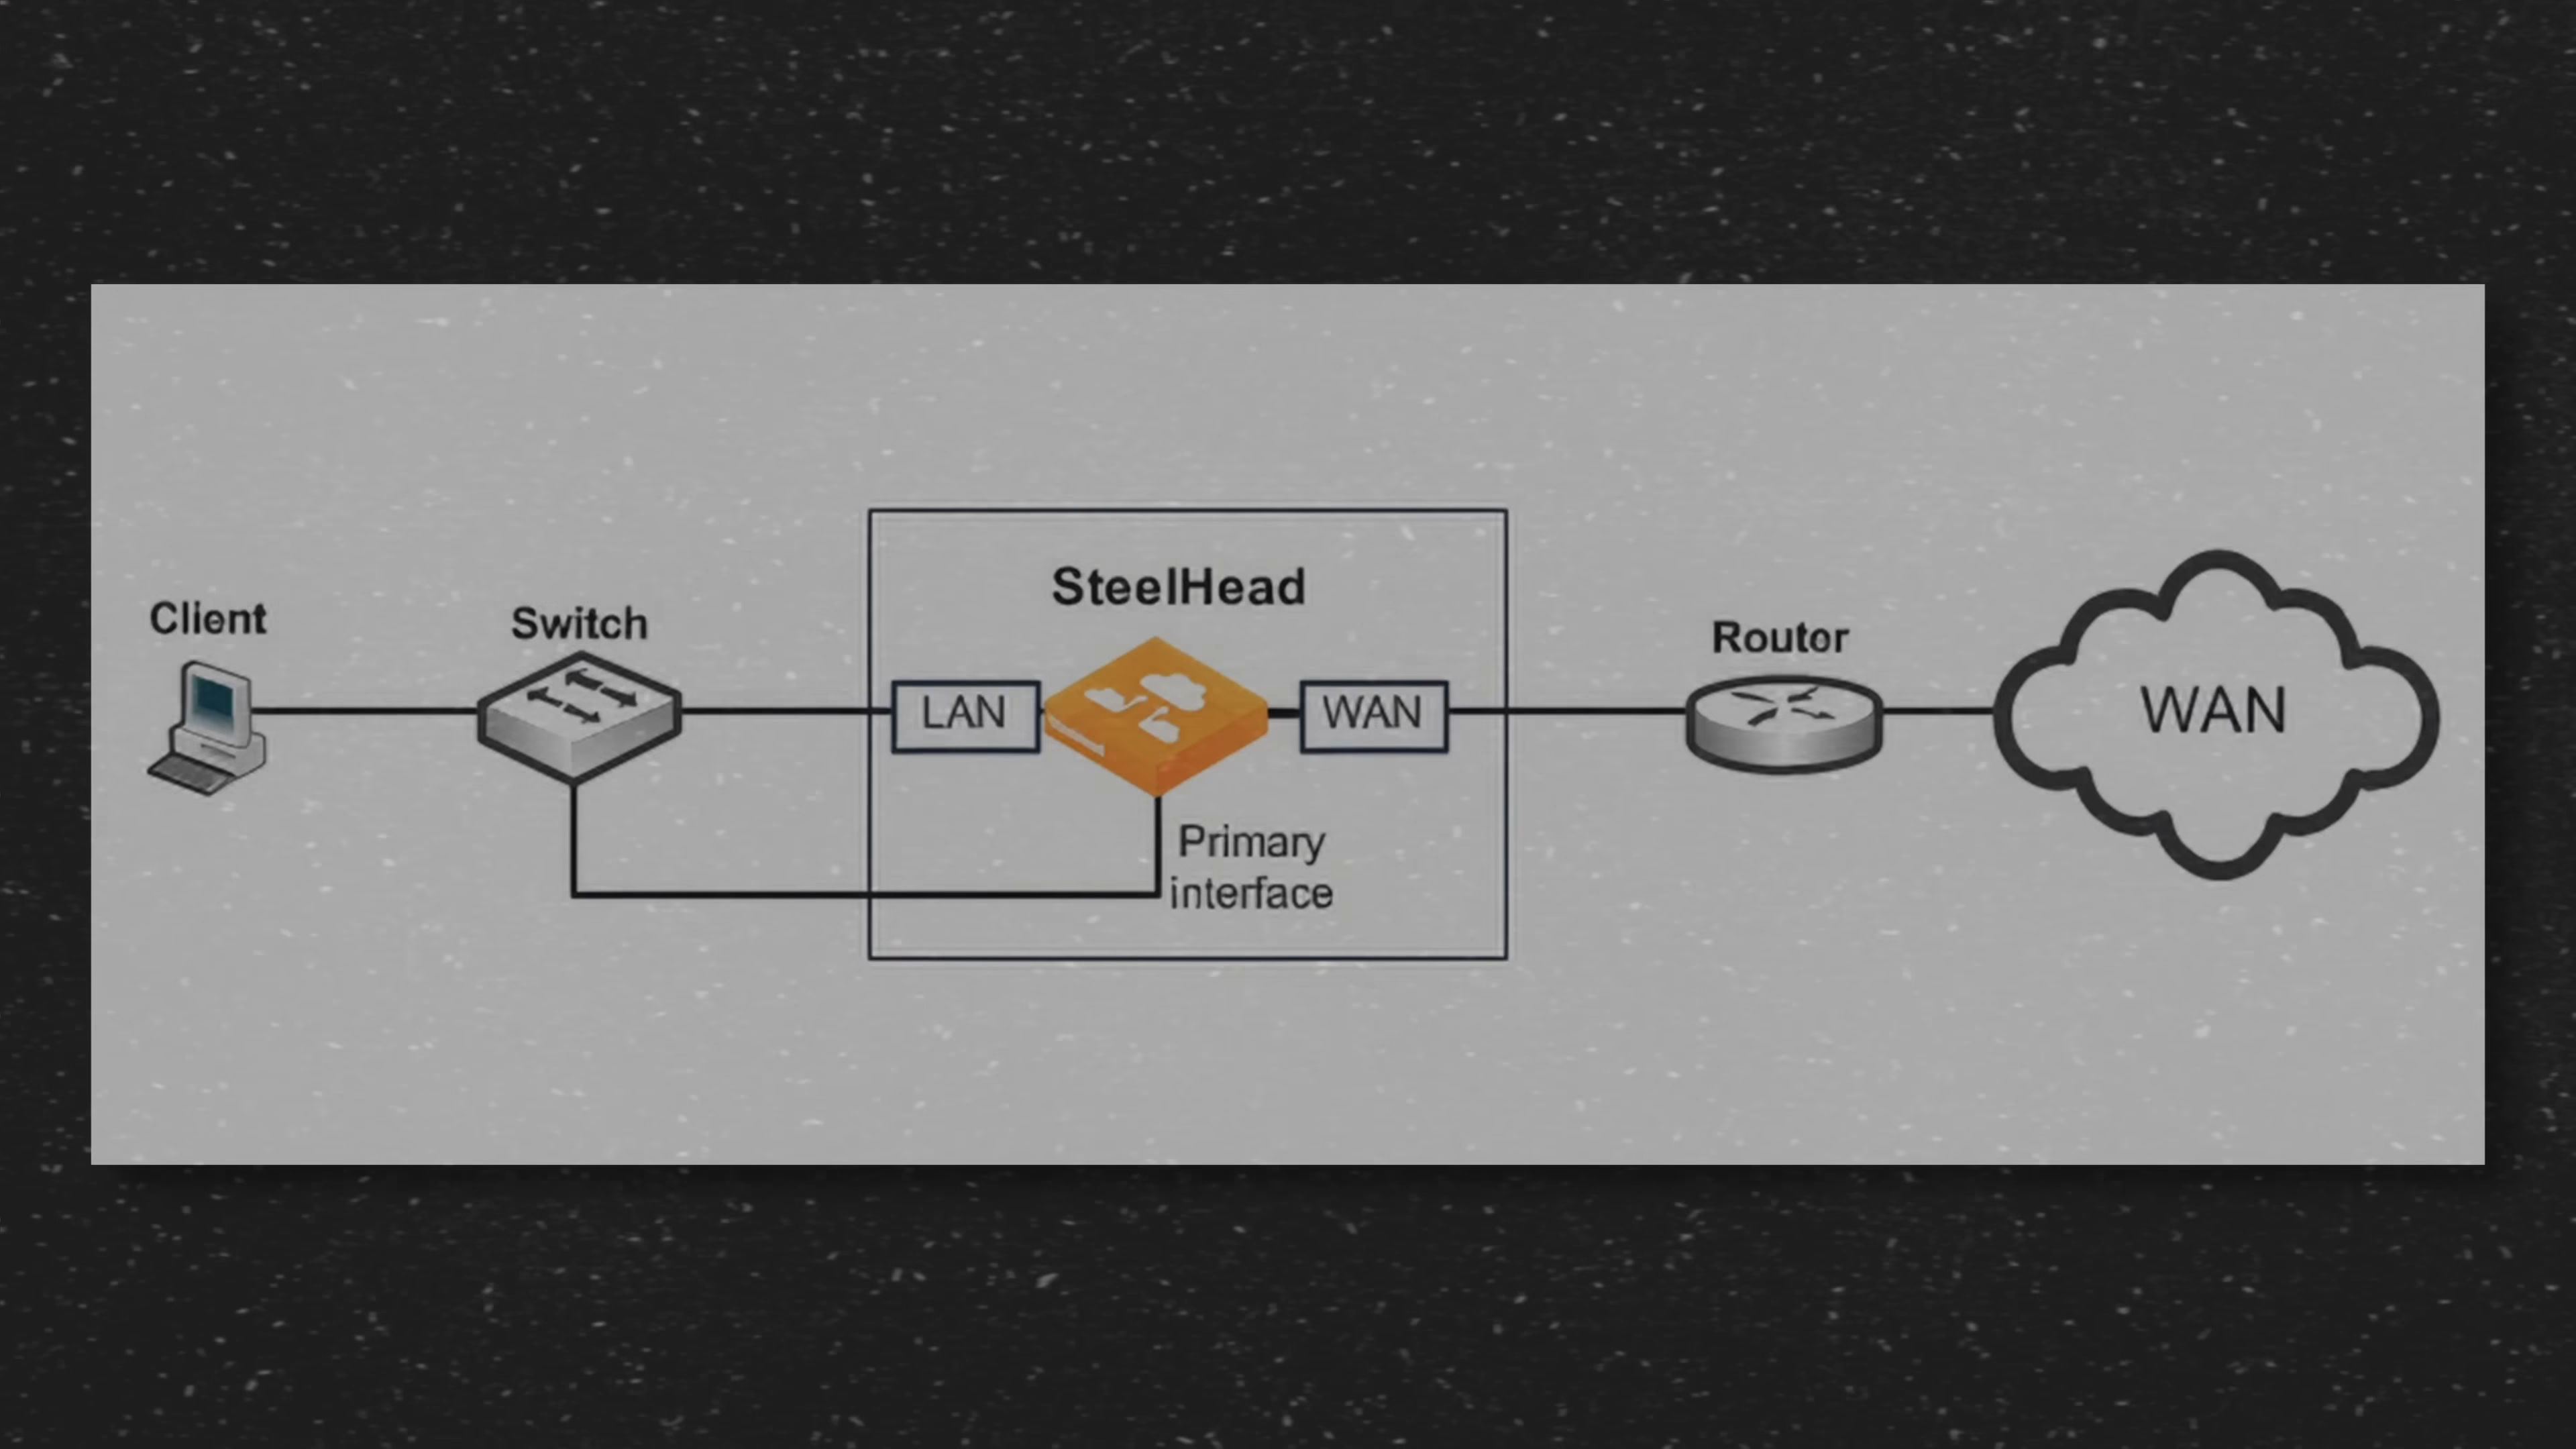 SteelHead
Client
Switch
Router
LAN
WAN
WAN
Primary
interface